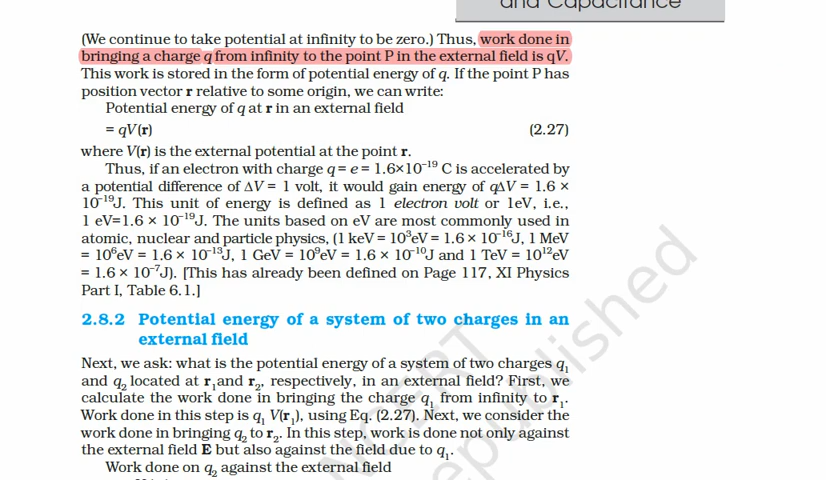 and Capacitance
(We continue to take potential at infinity to be zero.) Thus, work done in
bringing a charge q from infinity to the point P in the external field is qV.
This work is stored in the form of potential energy of q. If the point P has
position vector r relative to some origin, we can write:
Potential energy of q at r in an external field
= qV(r) (2.27)
where V(r) is the external potential at the point r.
Thus, if an electron with charge q = e = 1.6×10⁻¹⁹ C is accelerated by
a potential difference of ΔV = 1 volt, it would gain energy of qΔV = 1.6 ×
10⁻¹⁹J. This unit of energy is defined as 1 electron volt or 1eV, i.e.,
1 eV=1.6 × 10⁻¹⁹J. The units based on eV are most commonly used in
atomic, nuclear and particle physics, (1 keV = 10³eV = 1.6 × 10⁻¹⁶J, 1 MeV
= 10⁶eV = 1.6 × 10⁻¹³J, 1 GeV = 10⁹eV = 1.6 × 10⁻¹⁰J and 1 TeV = 10¹²eV
= 1.6 × 10⁻⁷J). [This has already been defined on Page 117, XI Physics
Part I, Table 6.1.]
2.8.2 Potential energy of a system of two charges in an
external field
Next, we ask: what is the potential energy of a system of two charges q₁
and q₂ located at r₁and r₂, respectively, in an external field? First, we
calculate the work done in bringing the charge q₁ from infinity to r₁.
Work done in this step is q₁ V(r₁), using Eq. (2.27). Next, we consider the
work done in bringing q₂ to r₂. In this step, work is done not only against
the external field E but also against the field due to q₁.
Work done on q₂ against the external field
NCERT
republished